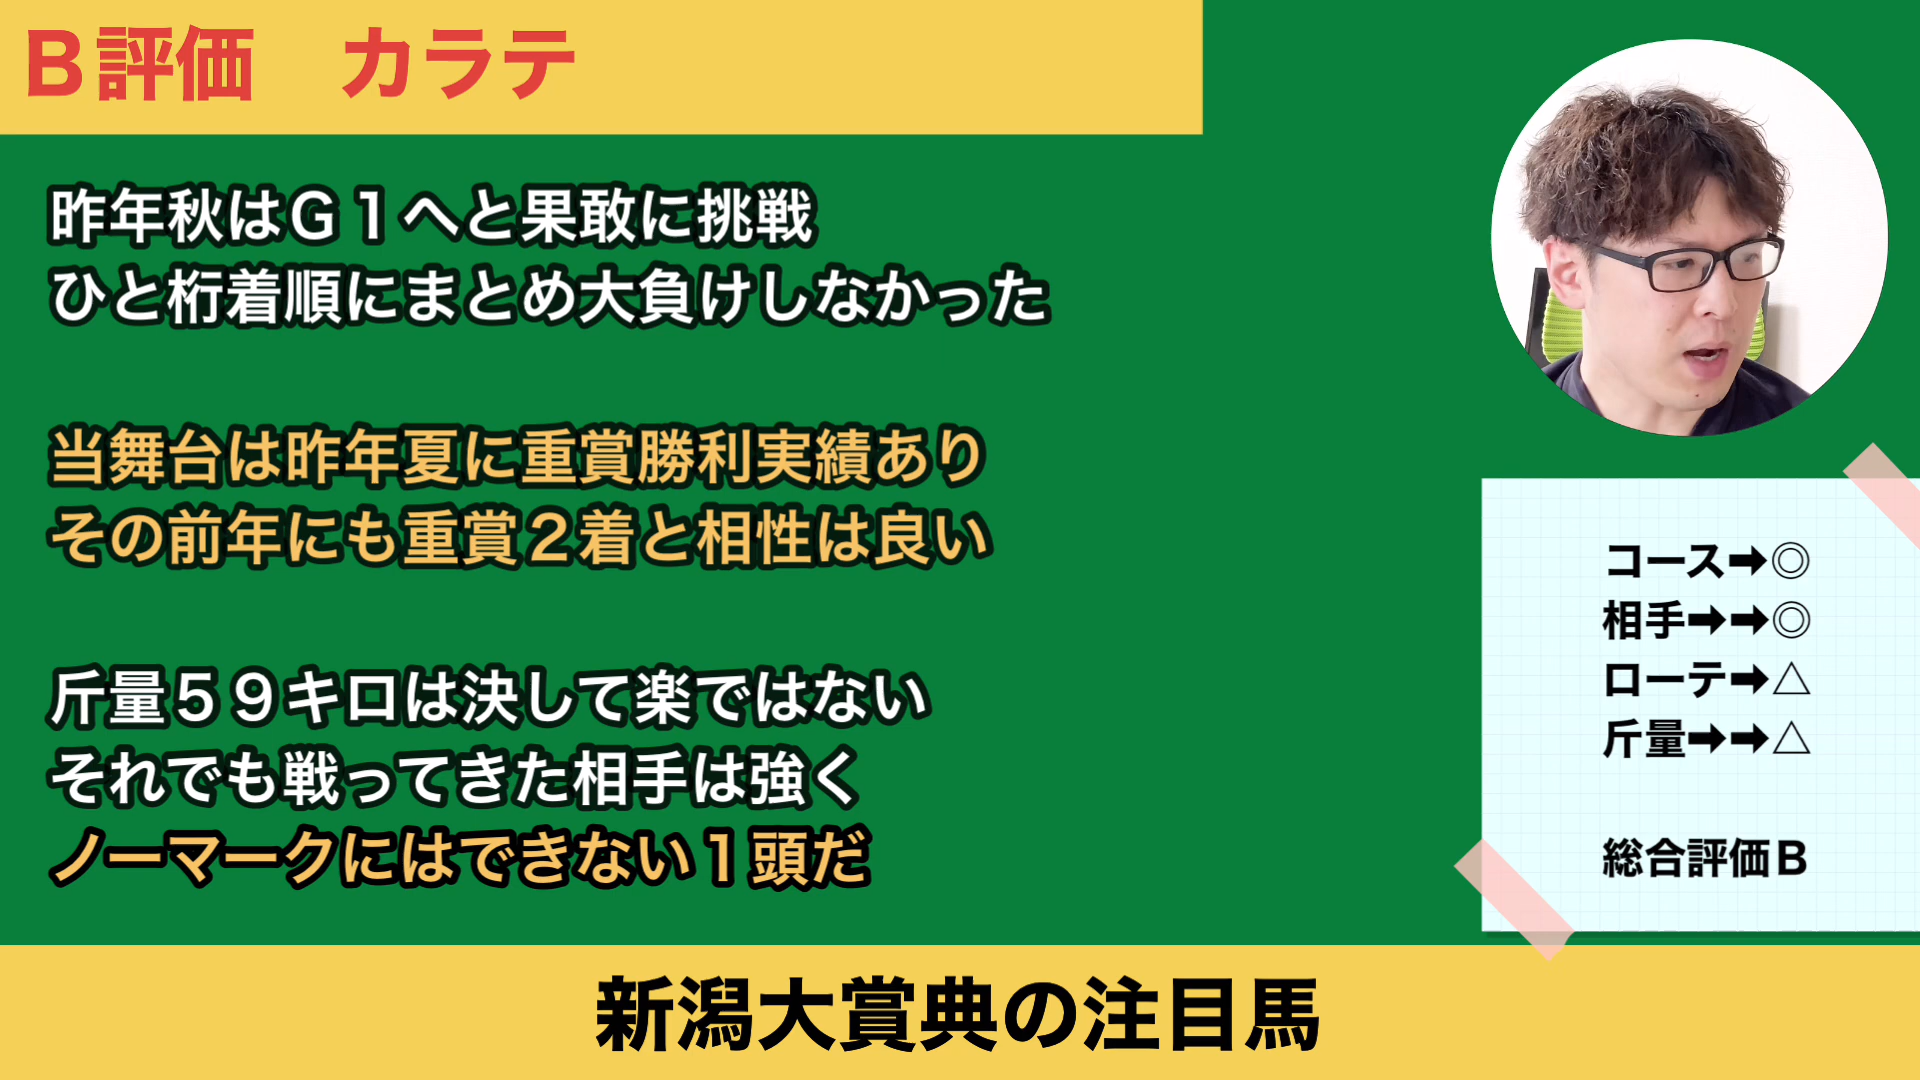 B評価　カラテ
昨年秋はG１へと果敢に挑戦
ひと桁着順にまとめ大負けしなかった
当舞台は昨年夏に重賞勝利実績あり
その前年にも重賞２着と相性は良い
斤量５９キロは決して楽ではない
それでも戦ってきた相手は強く
ノーマークにはできない１頭だ
コース➡◎
相手➡➡◎
ローテ➡△
斤量➡➡△
総合評価B
新潟大賞典の注目馬